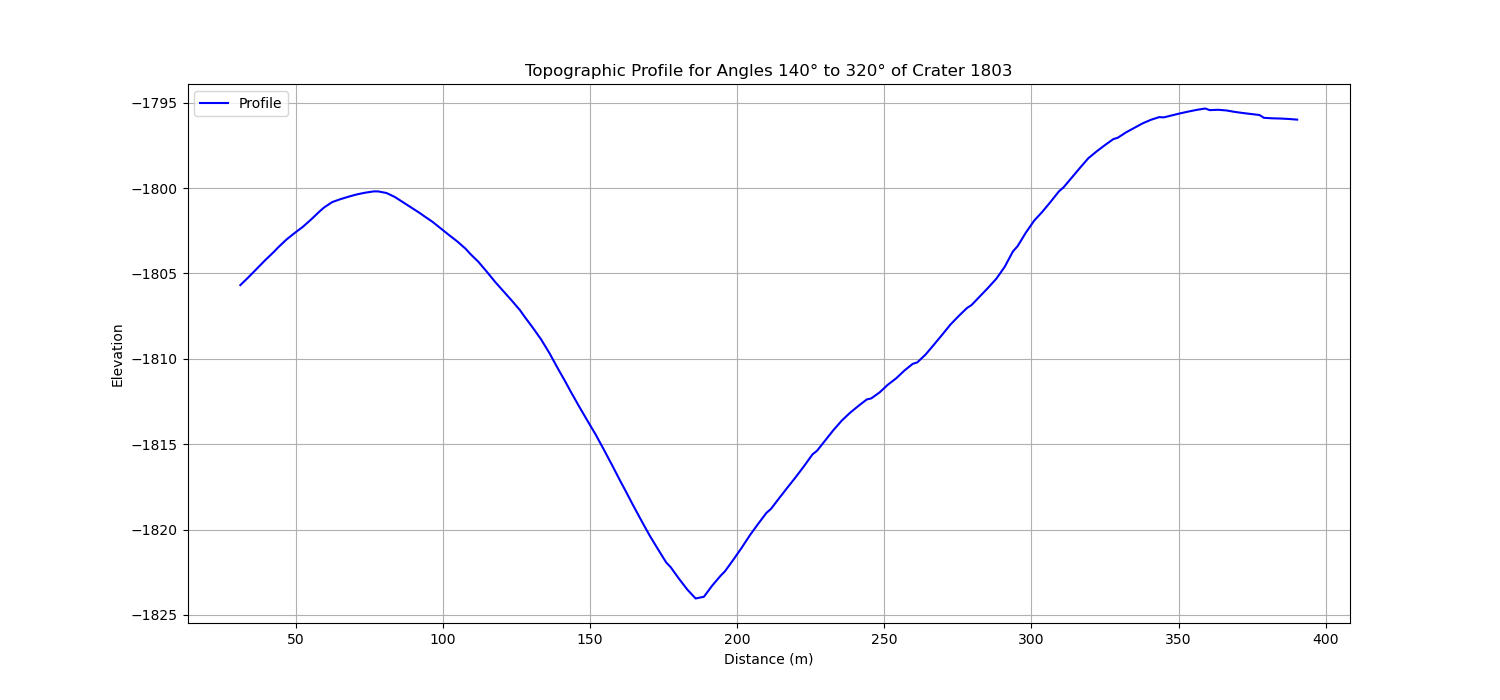 Topographic Profile for Angles 140° to 320° of Crater 1803
Profile
−1795
−1800
−1805
−1810
−1815
−1820
−1825
Elevation
50 100 150 200 250 300 350 400
Distance (m)